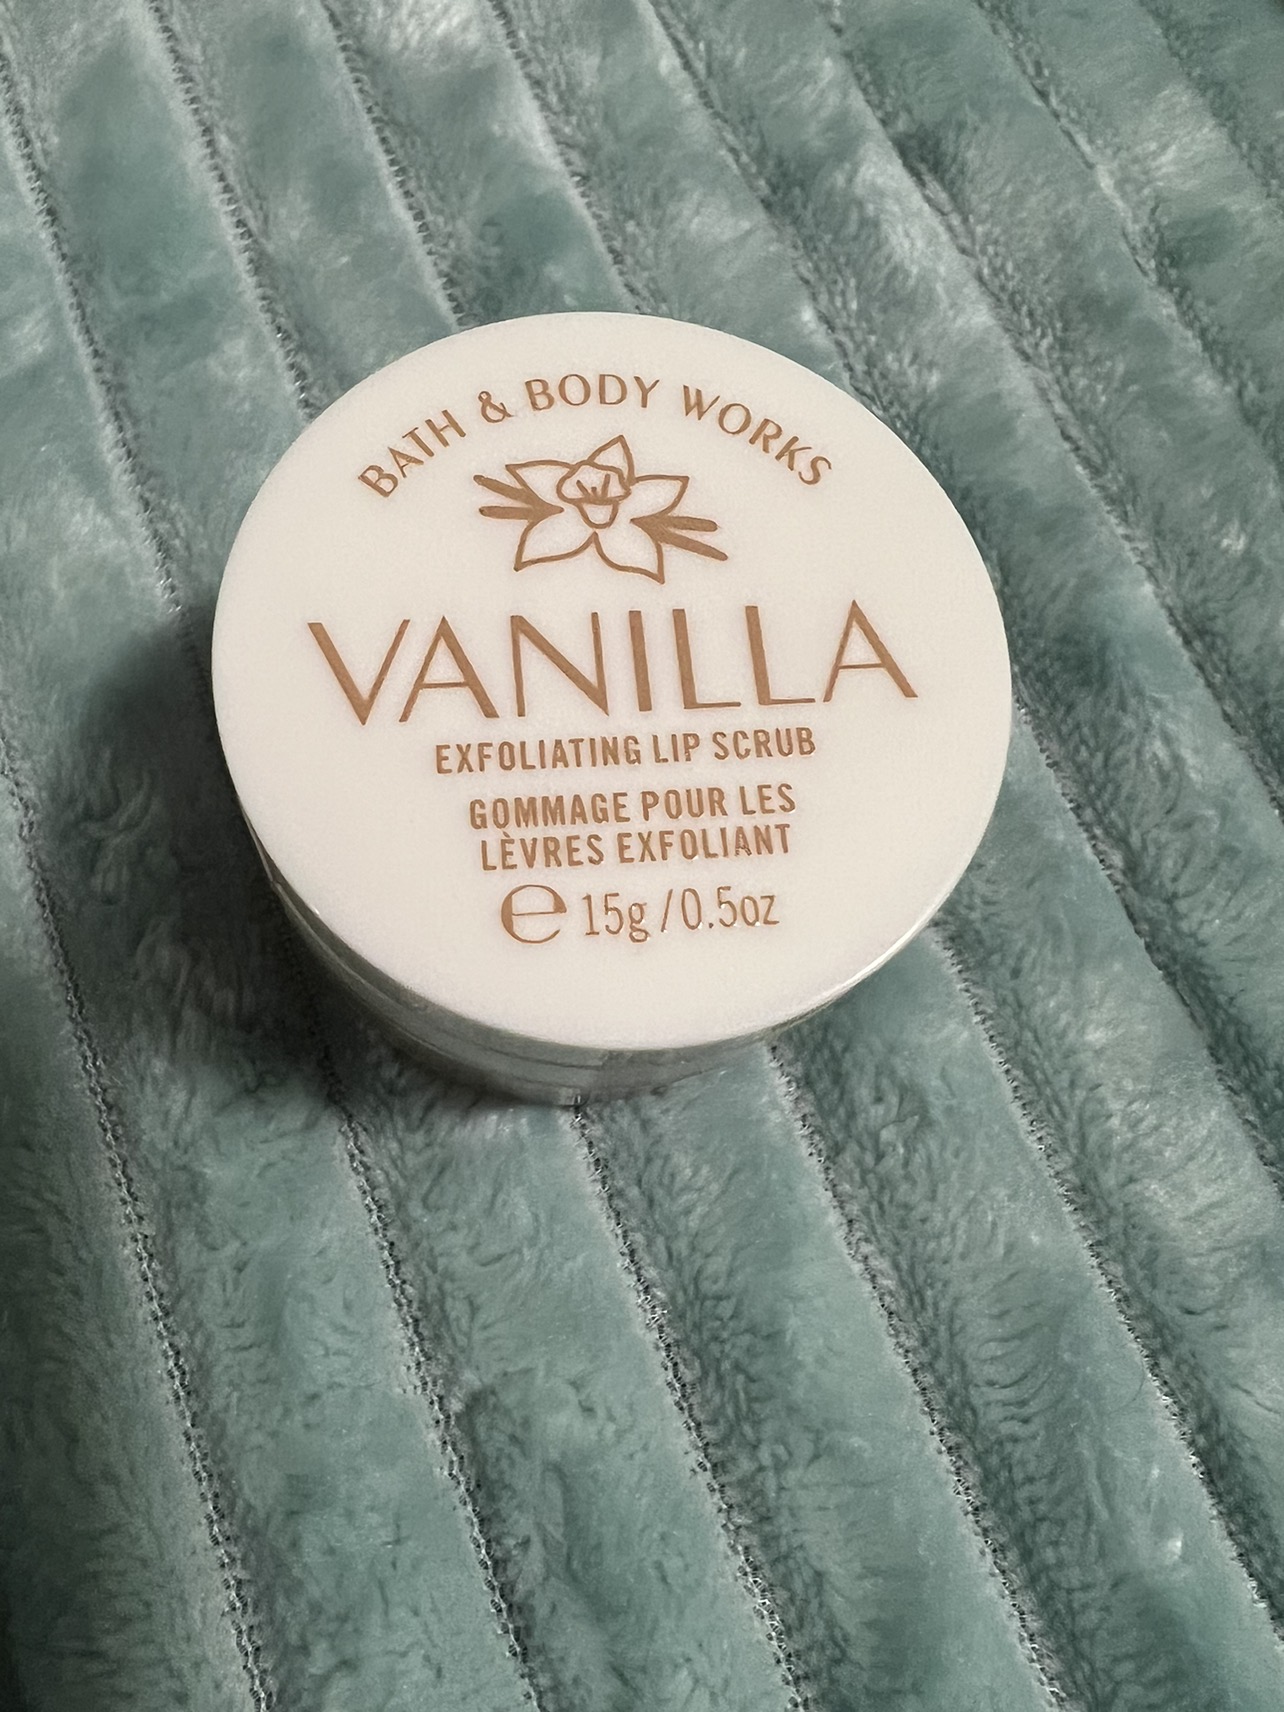 BATH & BODY WORKS
VANILLA
EXFOLIATING LIP SCRUB
GOMMAGE POUR LES
LÈVRES EXFOLIANT
℮ 15g / 0.5oz